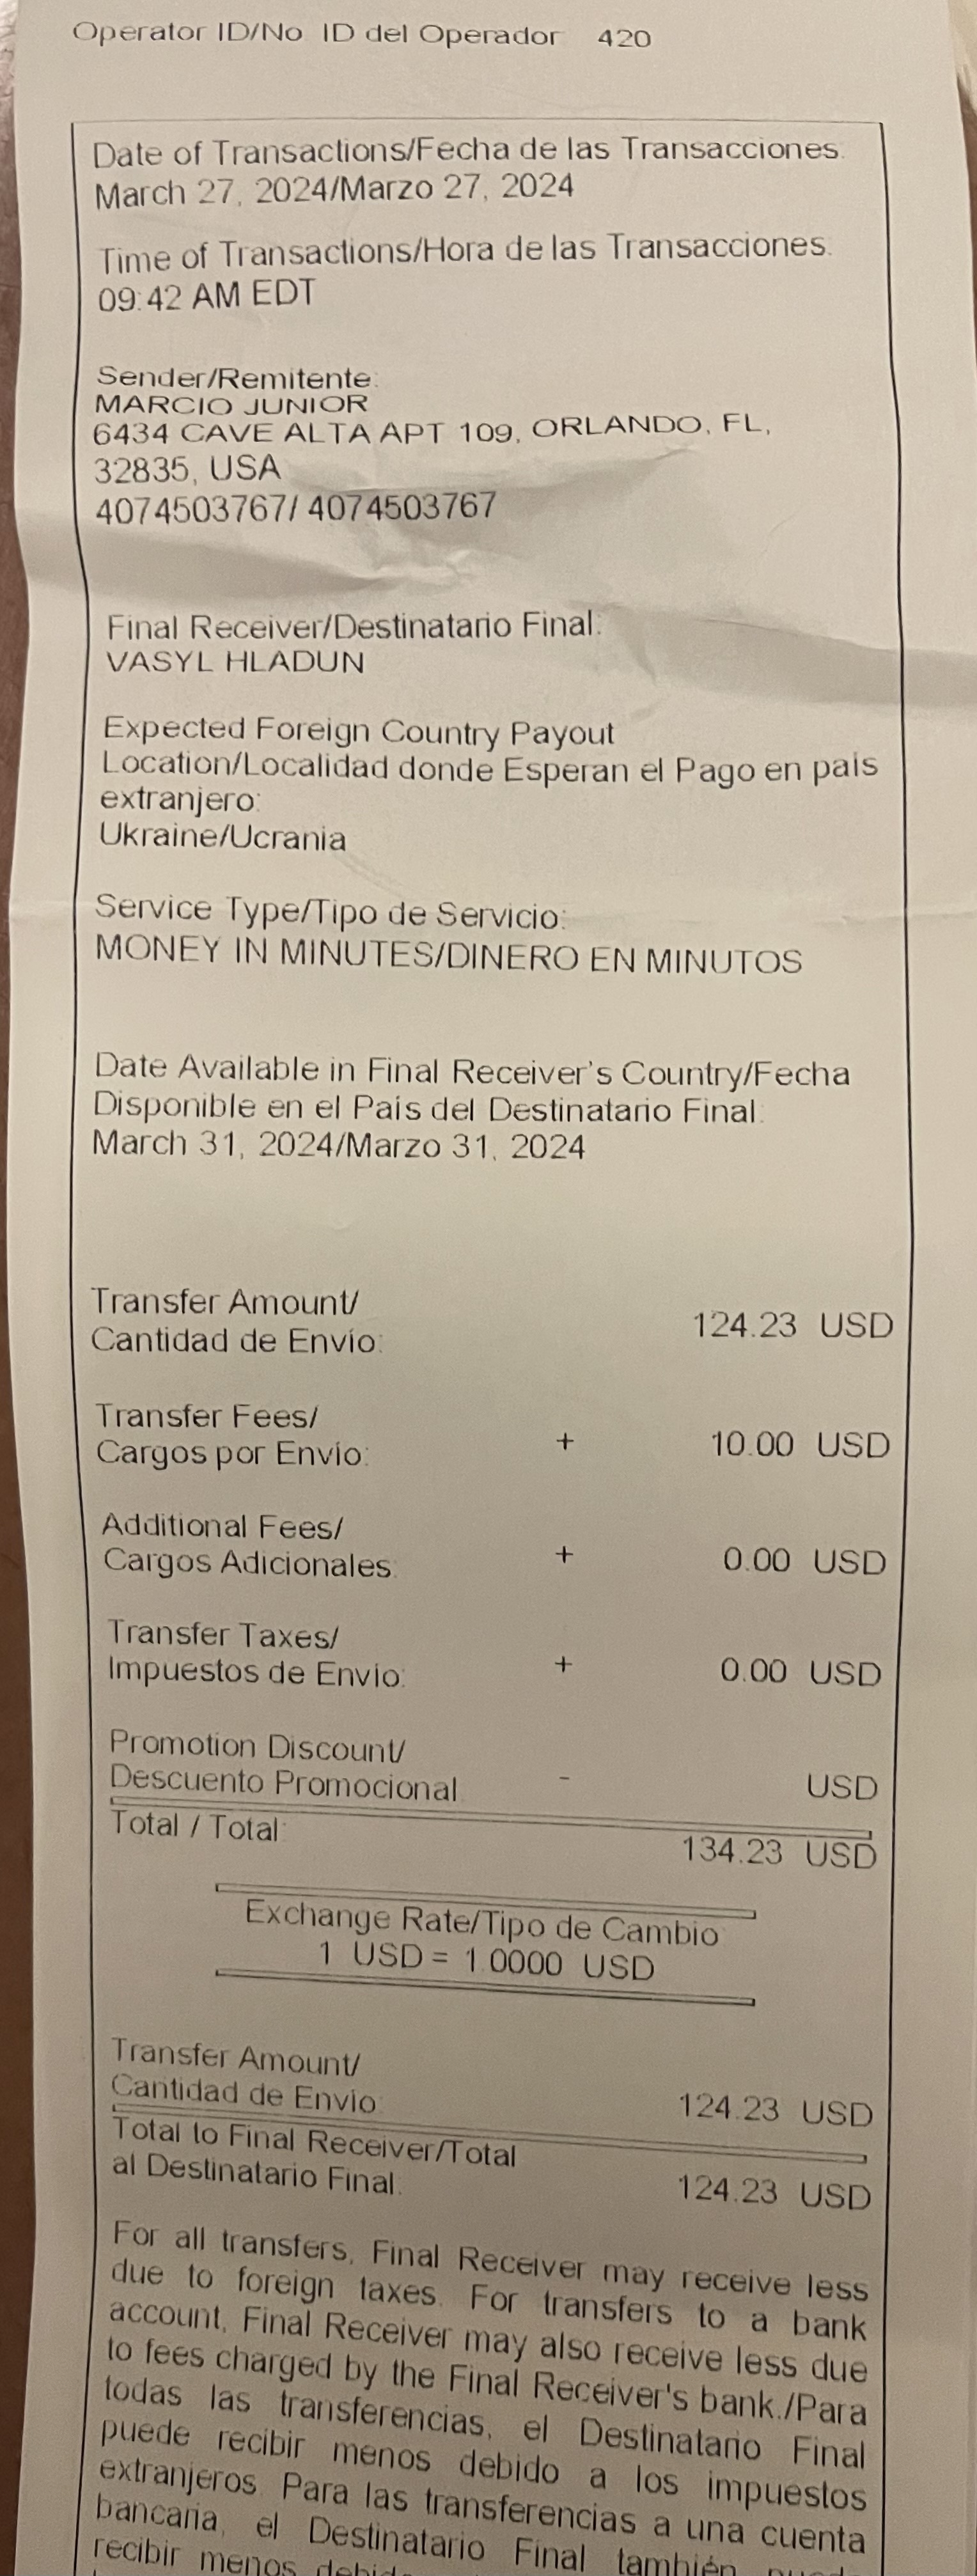 Operator ID/No ID del Operador 420
Date of Transactions/Fecha de las Transacciones:
March 27, 2024/Marzo 27, 2024
Time of Transactions/Hora de las Transacciones:
09:42 AM EDT
Sender/Remitente:
MARCIO JUNIOR
6434 CAVE ALTA APT 109, ORLANDO, FL,
32835, USA
4074503767/ 4074503767
Final Receiver/Destinatario Final:
VASYL HLADUN
Expected Foreign Country Payout
Location/Localidad donde Esperan el Pago en país
extranjero:
Ukraine/Ucrania
Service Type/Tipo de Servicio:
MONEY IN MINUTES/DINERO EN MINUTOS
Date Available in Final Receiver's Country/Fecha
Disponible en el País del Destinatario Final:
March 31, 2024/Marzo 31, 2024
Transfer Amount/
Cantidad de Envío: 124.23 USD
Transfer Fees/
Cargos por Envío: + 10.00 USD
Additional Fees/
Cargos Adicionales: + 0.00 USD
Transfer Taxes/
Impuestos de Envío: + 0.00 USD
Promotion Discount/
Descuento Promocional - USD
Total / Total: 134.23 USD
Exchange Rate/Tipo de Cambio
1 USD = 1.0000 USD
Transfer Amount/
Cantidad de Envío: 124.23 USD
Total to Final Receiver/Total
al Destinatario Final: 124.23 USD
For all transfers, Final Receiver may receive less
due to foreign taxes. For transfers to a bank
account, Final Receiver may also receive less due
to fees charged by the Final Receiver's bank./Para
todas las transferencias, el Destinatario Final
puede recibir menos debido a los impuestos
extranjeros. Para las transferencias a una cuenta
bancaria, el Destinatario Final también
recibir menos